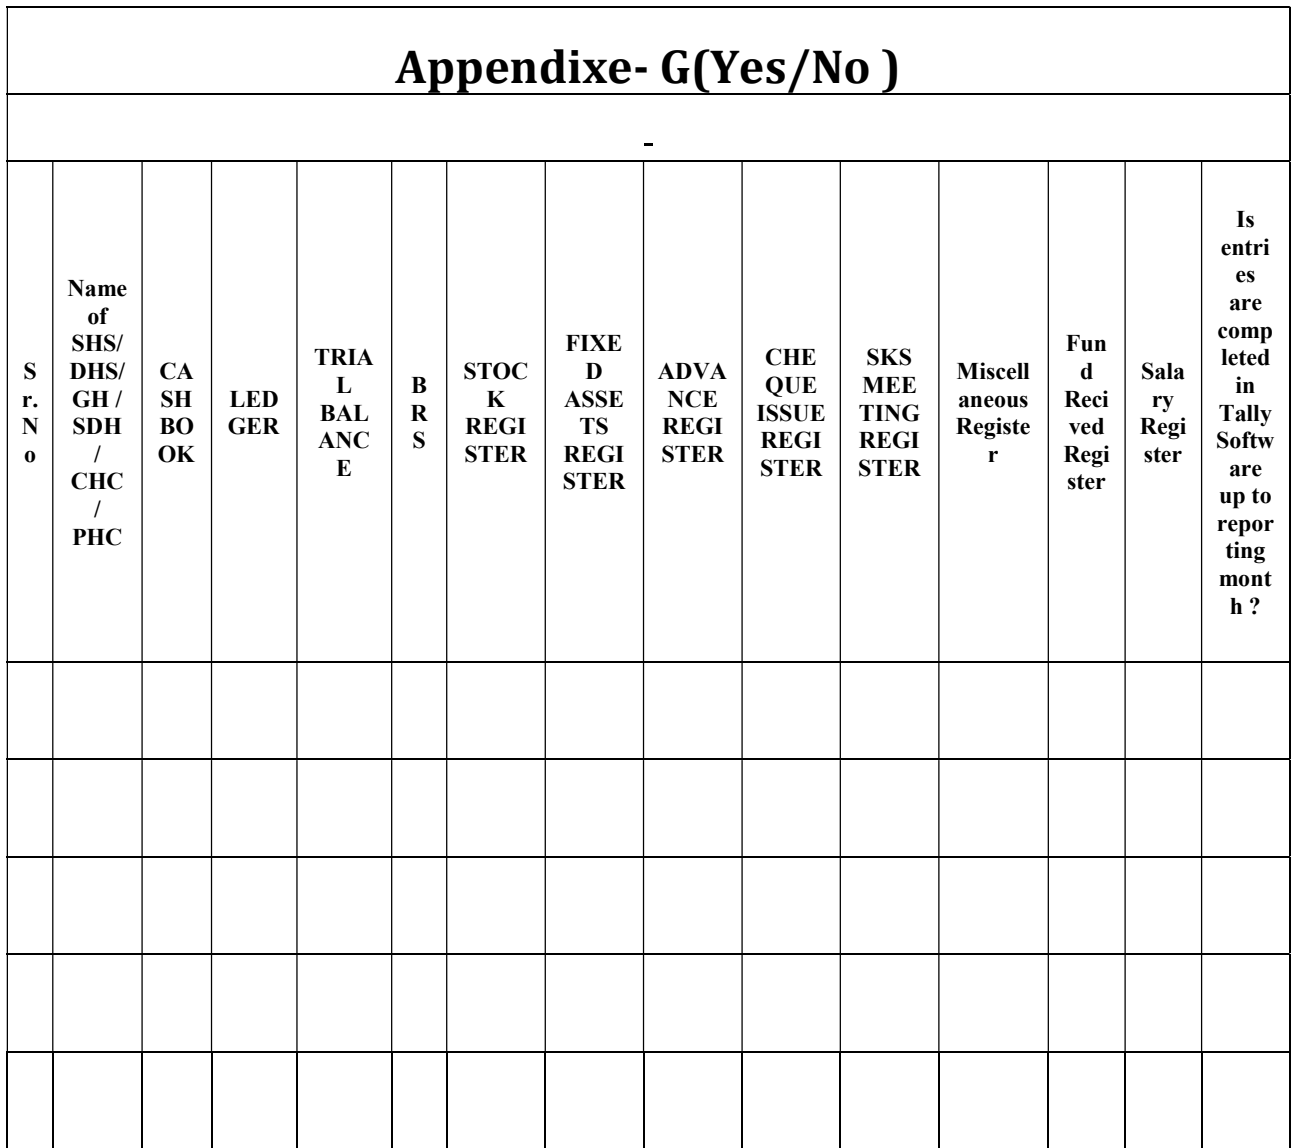 Appendixe- G(Yes/No )
-
S
r.
N
o
Name
of
SHS/
DHS/
GH /
SDH
/
CHC
/
PHC
CA
SH
BO
OK
LED
GER
TRIA
L
BAL
ANC
E
B
R
S
STOC
K
REGI
STER
FIXE
D
ASSE
TS
REGI
STER
ADVA
NCE
REGI
STER
CHE
QUE
ISSUE
REGI
STER
SKS
MEE
TING
REGI
STER
Miscell
aneous
Registe
r
Fun
d
Reci
ved
Regi
ster
Sala
ry
Regi
ster
Is
entri
es
are
comp
leted
in
Tally
Softw
are
up to
repor
ting
mont
h ?